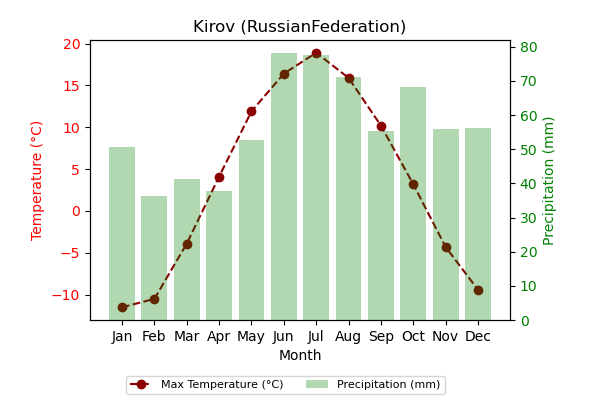 Kirov (RussianFederation)
20
15
10
5
0
−5
−10
Temperature (°C)
80
70
60
50
40
30
20
10
0
Precipitation (mm)
Jan Feb Mar Apr May Jun Jul Aug Sep Oct Nov Dec
Month
Max Temperature (°C) Precipitation (mm)